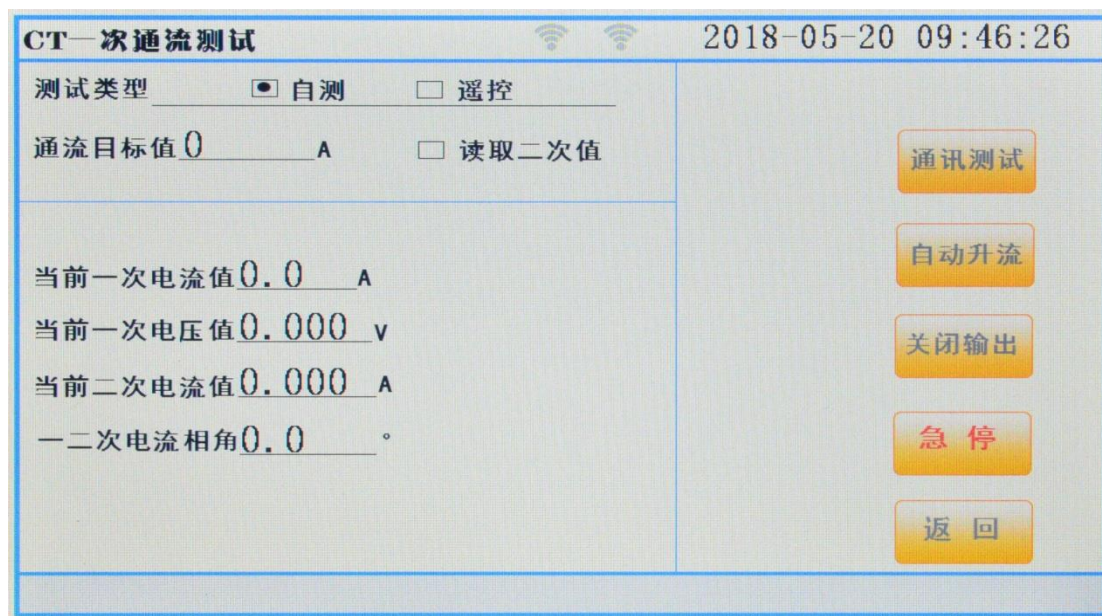 CT一次通流测试 2018-05-20 09:46:26
测试类型 自测 遥控
通流目标值 0 A 读取二次值
通讯测试
自动升流
当前一次电流值 0.0 A
当前一次电压值 0.000 V
关闭输出
当前二次电流值 0.000 A
一二次电流相角 0.0 °
急停
返回